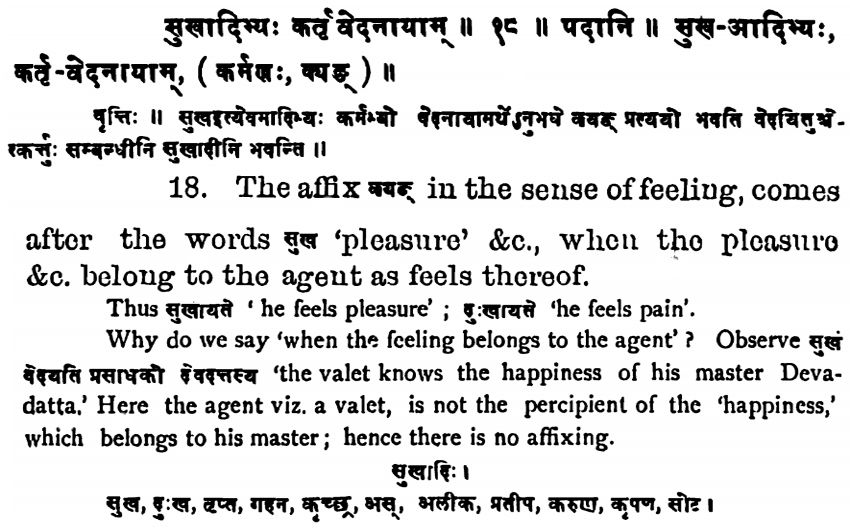 सुखादिभ्यः कर्तृ वेदनायाम् ॥ १८ ॥ पदानि ॥ सुख-आदिभ्यः,
कर्तृ-वेदनायाम्, ( कर्मणः, क्यङ् ) ॥
वृत्तिः ॥ सुखइत्येवमादिभ्यः कर्मभ्यो वेदनायामर्थेऽनुभवे क्यङ् प्रत्ययो भवति वेदयितुश्चे-
त्कर्त्तुः सम्बन्धीनि सुखादीनि भवन्ति ॥
18. The affix क्यङ् in the sense of feeling, comes
after the words सुख 'pleasure' &c., when the pleasure
&c. belong to the agent as feels thereof.
Thus सुखायते ' he feels pleasure' ; दुःखायते 'he feels pain'.
Why do we say 'when the feeling belongs to the agent' ? Observe सुखं
वेदयति प्रसाधको देवदत्तस्य 'the valet knows the happiness of his master Deva-
datta.' Here the agent viz. a valet, is not the percipient of the 'happiness,'
which belongs to his master ; hence there is no affixing.
सुखादिः ।
सुख, दुःख, तृप्त, गहन, कृच्छ्र, अस्, अलीक, प्रतीप, करुण, कृपण, सोट ।